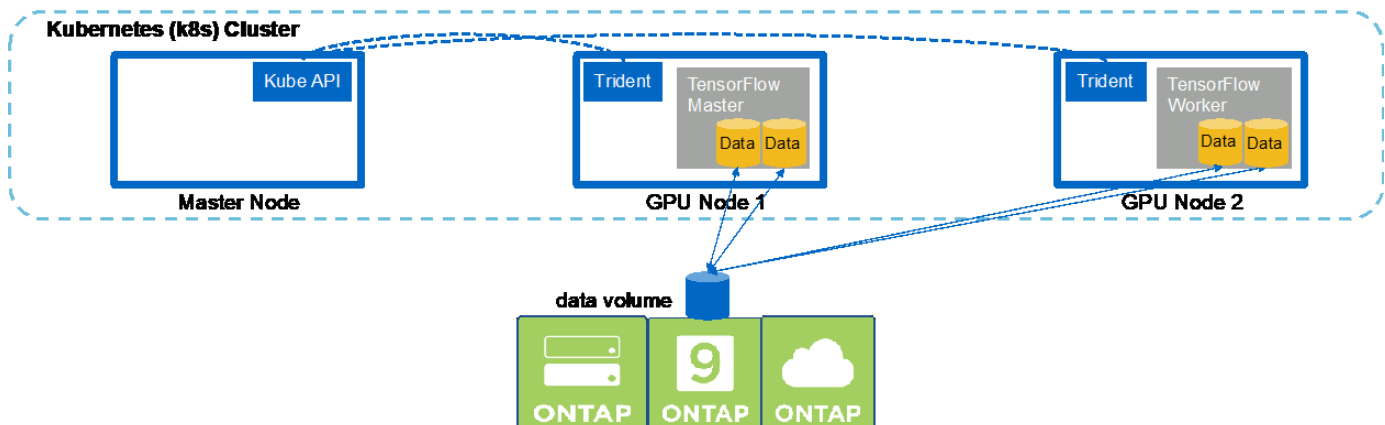 Kubernetes (k8s) Cluster
Kube API
Master Node
Trident
TensorFlow
Master
Data
Data
GPU Node 1
Trident
TensorFlow
Worker
Data
Data
GPU Node 2
data volume
ONTAP
9
ONTAP
ONTAP